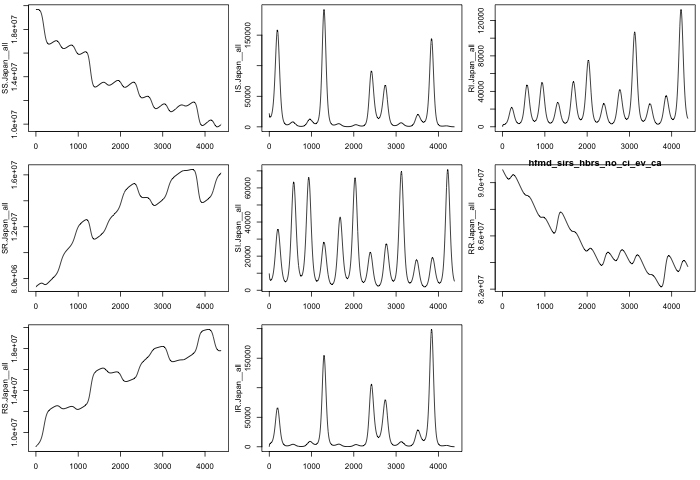 SS.Japan__all
1.0e+07 1.4e+07 1.8e+07
0 1000 2000 3000 4000
IS.Japan__all
0 50000 150000
0 1000 2000 3000 4000
RI.Japan__all
0 40000 80000 120000
0 1000 2000 3000 4000
hfmd_sirs_hbrs_no_ci_ev_ca
SR.Japan__all
8.0e+06 1.2e+07 1.6e+07
0 1000 2000 3000 4000
SI.Japan__all
0 20000 40000 60000
0 1000 2000 3000 4000
RR.Japan__all
8.2e+07 8.6e+07 9.0e+07
0 1000 2000 3000 4000
RS.Japan__all
1.0e+07 1.4e+07 1.8e+07
0 1000 2000 3000 4000
IR.Japan__all
0 50000 150000
0 1000 2000 3000 4000